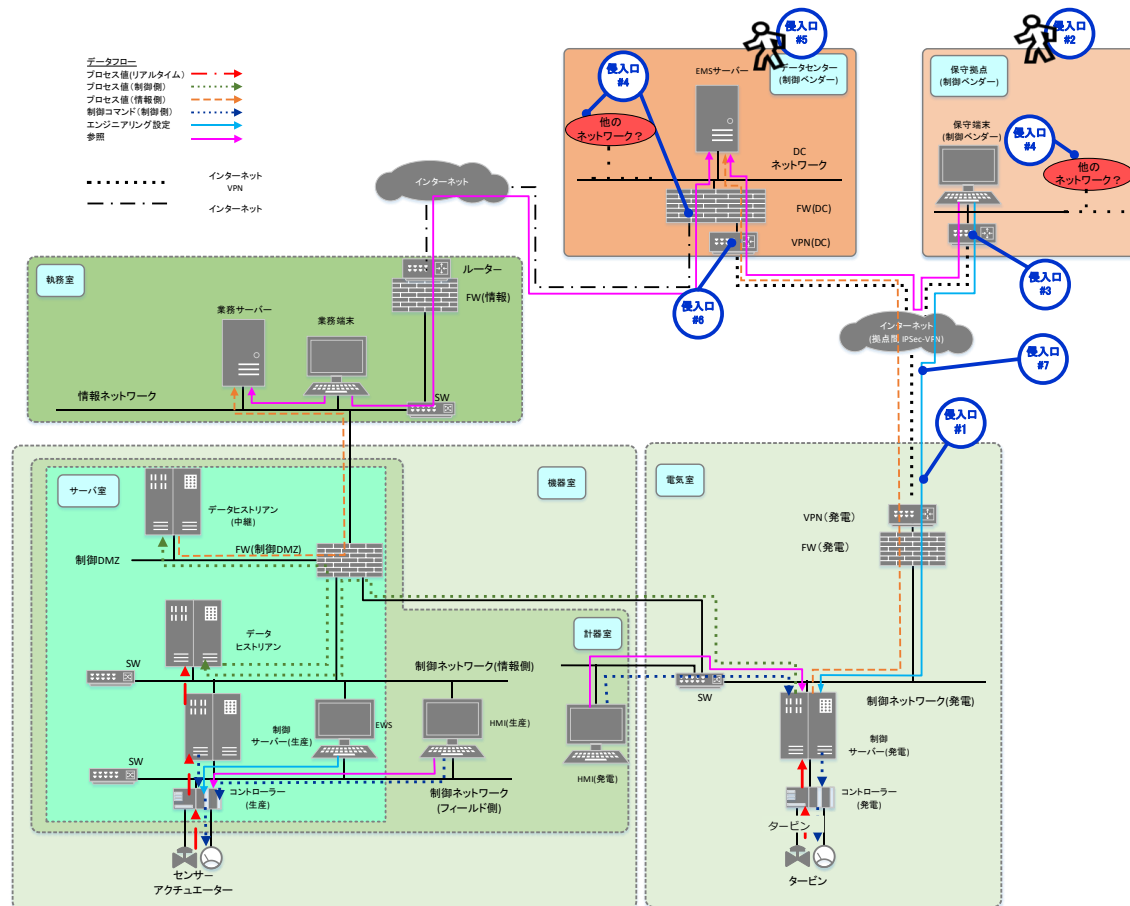 データフロー
プロセス値(リアルタイム)
プロセス値(制御側)
プロセス値(情報側)
制御コマンド(制御側)
エンジニアリング設定
参照
インターネット
VPN
インターネット
侵入口
#5
データセンター
(制御ベンダー)
EMSサーバー
侵入口
#4
他の
ネットワーク?
DC
ネットワーク
FW(DC)
VPN(DC)
侵入口
#6
侵入口
#2
保守拠点
(制御ベンダー)
保守端末
(制御ベンダー)
侵入口
#4
他の
ネットワーク?
侵入口
#3
インターネット
インターネット
(拠点間 IPSec-VPN)
侵入口
#7
侵入口
#1
執務室
ルーター
FW(情報)
業務サーバー
業務端末
情報ネットワーク
SW
サーバ室
機器室
電気室
データヒストリアン
(中継)
FW(制御DMZ)
制御DMZ
VPN(発電)
FW(発電)
データ
ヒストリアン
計器室
SW
制御ネットワーク(情報側)
SW
制御ネットワーク(発電)
制御
サーバー(生産)
EWS
HMI(生産)
HMI(発電)
制御
サーバー(発電)
SW
制御ネットワーク
(フィールド側)
コントローラー
(生産)
コントローラー
(発電)
タービン
センサー
アクチュエーター
タービン